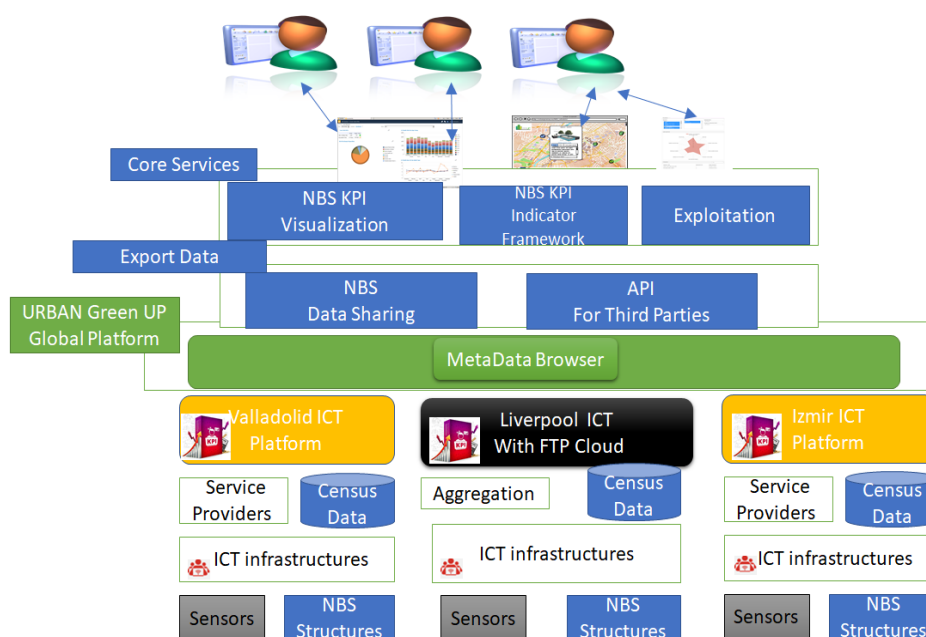 Core Services
NBS KPI
Visualization
NBS KPI
Indicator
Framework
Exploitation
Export Data
NBS
Data Sharing
API
For Third Parties
URBAN Green UP
Global Platform
MetaData Browser
Valladolid ICT
Platform
KPI
Liverpool ICT
With FTP Cloud
KPI
Izmir ICT
Platform
KPI
Service
Providers
Census
Data
Aggregation
Census
Data
Service
Providers
Census
Data
ICT infrastructures
ICT infrastructures
ICT infrastructures
Sensors
NBS
Structures
Sensors
NBS
Structures
Sensors
NBS
Structures